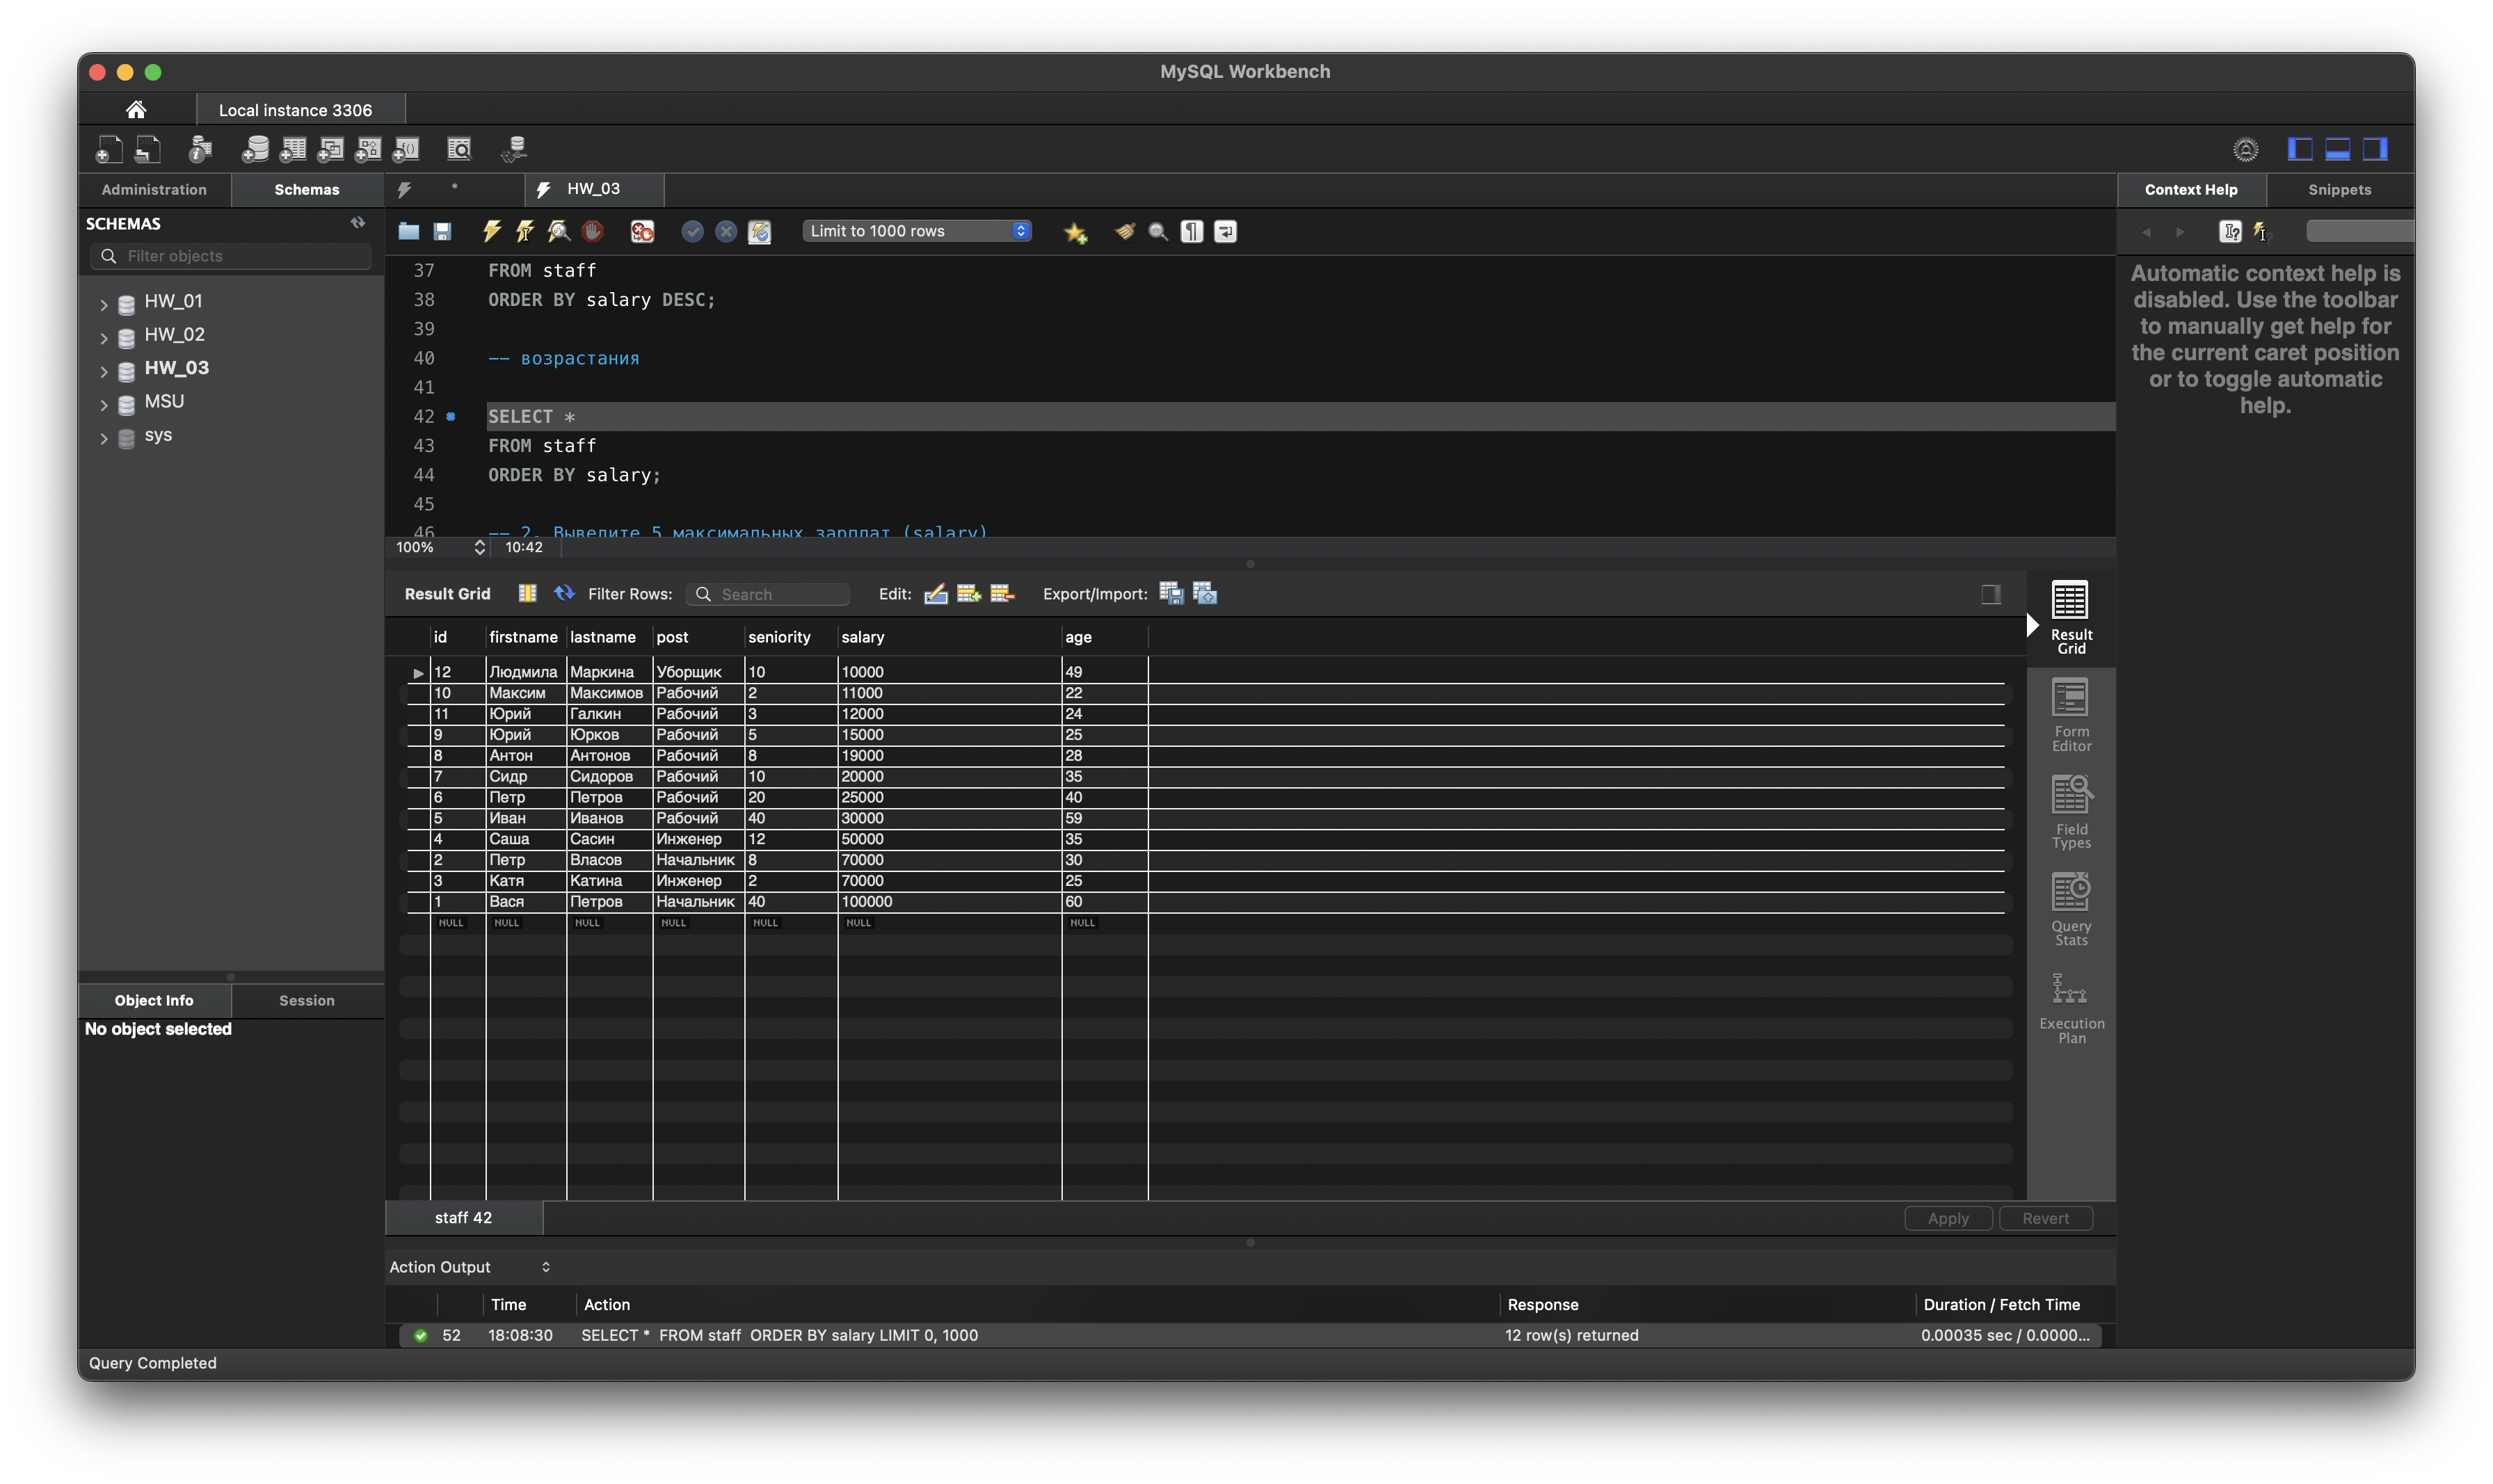 MySQL Workbench
Local instance 3306
Administration Schemas * HW_03 Context Help Snippets
SCHEMAS
Filter objects
HW_01
HW_02
HW_03
MSU
sys
Object Info Session
No object selected
Limit to 1000 rows
37 FROM staff
38 ORDER BY salary DESC;
39
40 -- возрастания
41
42 SELECT *
43 FROM staff
44 ORDER BY salary;
45
46 -- 2. Выведите 5 максимальных зарплат (salary)
100% 10:42
Result Grid Filter Rows: Search Edit: Export/Import:
id firstname lastname post seniority salary age
12 Людмила Маркина Уборщик 10 10000 49
10 Максим Максимов Рабочий 2 11000 22
11 Юрий Галкин Рабочий 3 12000 24
9 Юрий Юрков Рабочий 5 15000 25
8 Антон Антонов Рабочий 8 19000 28
7 Сидр Сидоров Рабочий 10 20000 35
6 Петр Петров Рабочий 20 25000 40
5 Иван Иванов Рабочий 40 30000 59
4 Саша Сасин Инженер 12 50000 35
2 Петр Власов Начальник 8 70000 30
3 Катя Катина Инженер 2 70000 25
1 Вася Петров Начальник 40 100000 60
NULL NULL NULL NULL NULL NULL NULL
Result
Grid
Form
Editor
Field
Types
Query
Stats
Execution
Plan
staff 42 Apply Revert
Action Output
Time Action Response Duration / Fetch Time
52 18:08:30 SELECT * FROM staff ORDER BY salary LIMIT 0, 1000 12 row(s) returned 0.00035 sec / 0.0000...
Automatic context help is
disabled. Use the toolbar
to manually get help for
the current caret position
or to toggle automatic
help.
Query Completed